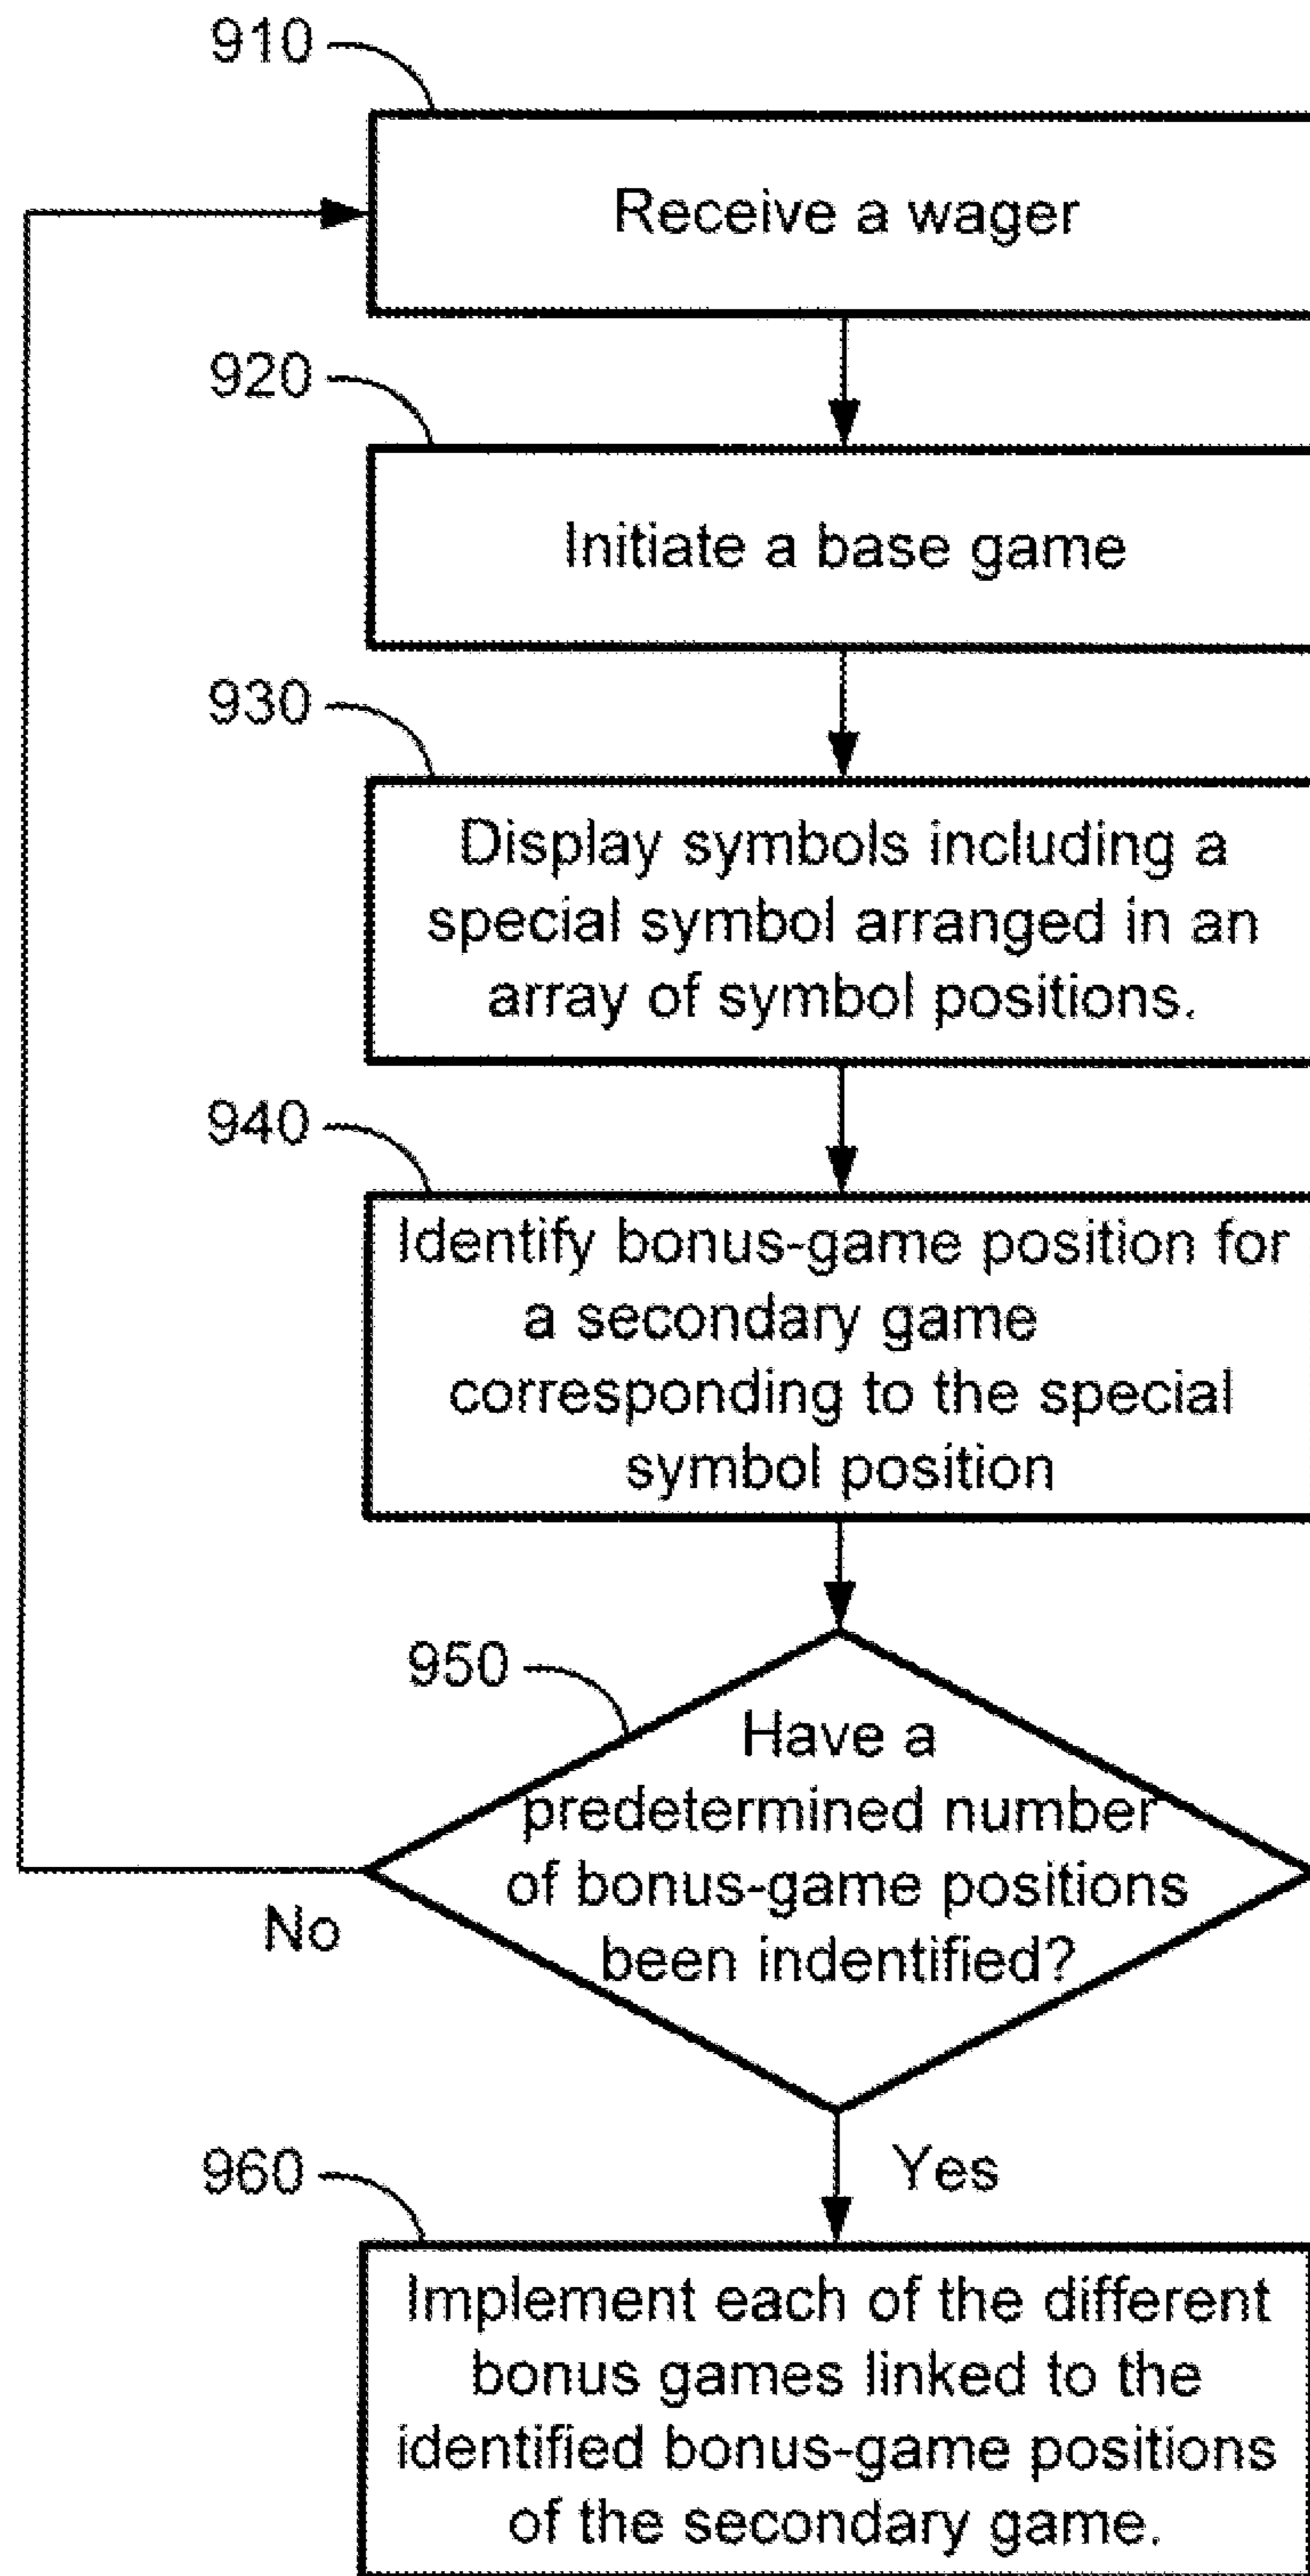 910
Receive a wager
920
Initiate a base game
930
Display symbols including a
special symbol arranged in an
array of symbol positions.
940
Identify bonus-game position for
a secondary game
corresponding to the special
symbol position
950
Have a
predetermined number
of bonus-game positions
been indentified?
No
Yes
960
Implement each of the different
bonus games linked to the
identified bonus-game positions
of the secondary game.